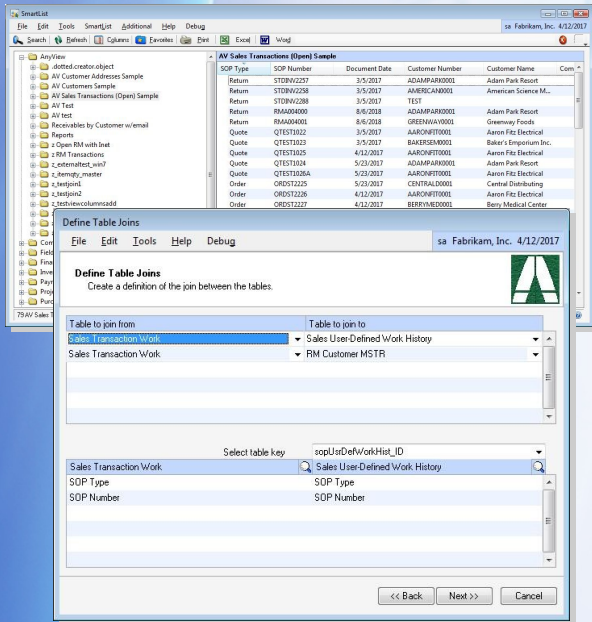 SmartList
File Edit Tools SmartList Additional Help Debug
sa Fabrikam, Inc. 4/12/2017
Search Refresh Columns Favorites Print Excel Word
AnyView
.dotted.creator.object
AV Customer Addresses Sample
AV Customers Sample
AV Sales Transactions (Open) Sample
AV Test
AV test
Receivables by Customer w/email
Reports
z Open RM with Inet
z RM Transactions
z_externaltest_win7
z_itemqty_master
z_testjoin1
z_testjoin2
z_testviewcolumnsadd
z
z
z
Com
Field
Fina
Inve
Payr
Proj
Purc
79 AV Sales T
AV Sales Transactions (Open) Sample
SOP Type SOP Number Document Date Customer Number Customer Name Com
Return STDINV2257 3/5/2017 ADAMPARK0001 Adam Park Resort
Return STDINV2258 3/5/2017 AMERICAN0001 American Science M...
Return STDINV2288 3/5/2017 TEST
Return RMA004000 8/6/2018 ADAMPARK0001 Adam Park Resort
Return RMA004001 8/6/2018 GREENWAY0001 Greenway Foods
Quote QTEST1022 3/5/2017 AARONFIT0001 Aaron Fitz Electrical
Quote QTEST1023 3/5/2017 BAKERSEM0001 Baker's Emporium Inc.
Quote QTEST1025 4/12/2017 AARONFIT0001 Aaron Fitz Electrical
Quote QTEST1024 5/23/2017 ADAMPARK0001 Adam Park Resort
Quote QTEST1026A 5/23/2017 AARONFIT0001 Aaron Fitz Electrical
Order ORDST2225 5/23/2017 CENTRALD0001 Central Distributing
Order ORDST2226 4/12/2017 AARONFIT0001 Aaron Fitz Electrical
Order ORDST2227 4/12/2017 BERRYMED0001 Berry Medical Center
Define Table Joins
File Edit Tools Help Debug
sa Fabrikam, Inc. 4/12/2017
Define Table Joins
Create a definition of the join between the tables.
Table to join from Table to join to
Sales Transaction Work Sales User-Defined Work History
Sales Transaction Work RM Customer MSTR
Select table key sopUsrDefWorkHist_ID
Sales Transaction Work Sales User-Defined Work History
SOP Type SOP Type
SOP Number SOP Number
<< Back Next >> Cancel